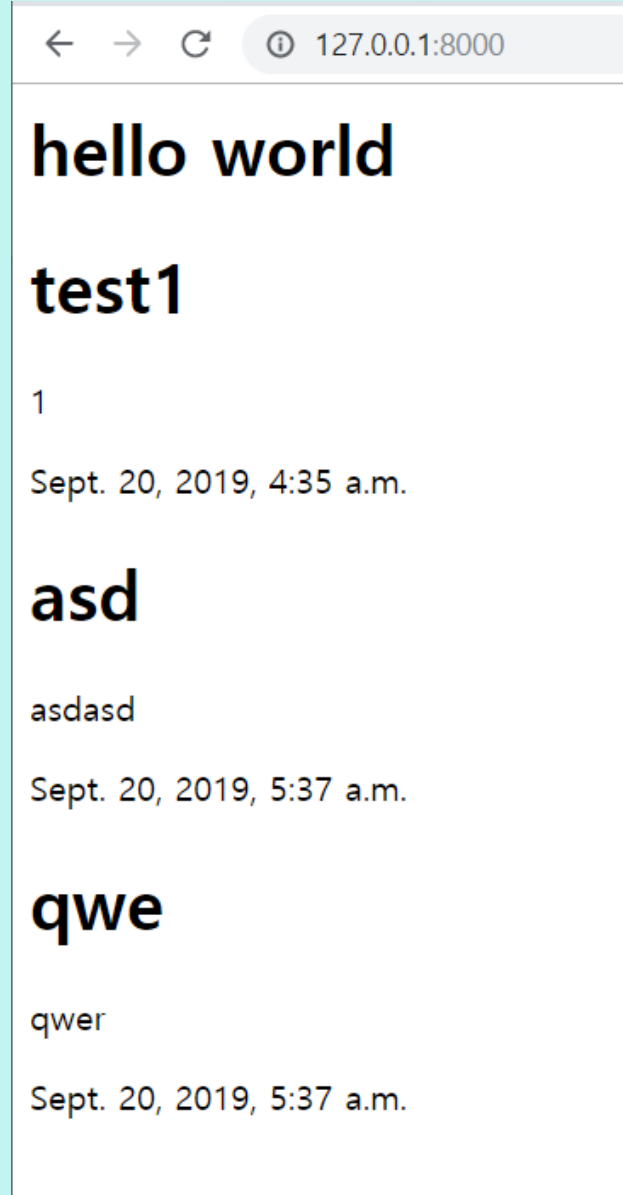 127.0.0.1:8000
hello world
test1
1
Sept. 20, 2019, 4:35 a.m.
asd
asdasd
Sept. 20, 2019, 5:37 a.m.
qwe
qwer
Sept. 20, 2019, 5:37 a.m.